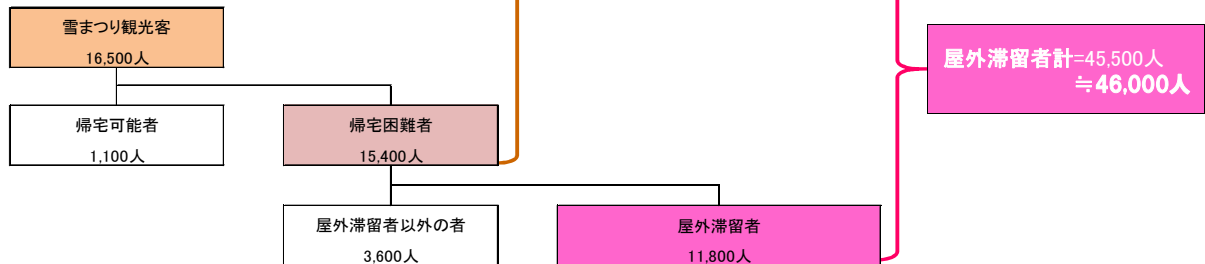 雪まつり観光客
16,500人
屋外滞留者計=45,500人
≒46,000人
帰宅可能者
1,100人
帰宅困難者
15,400人
屋外滞留者以外の者
3,600人
屋外滞留者
11,800人